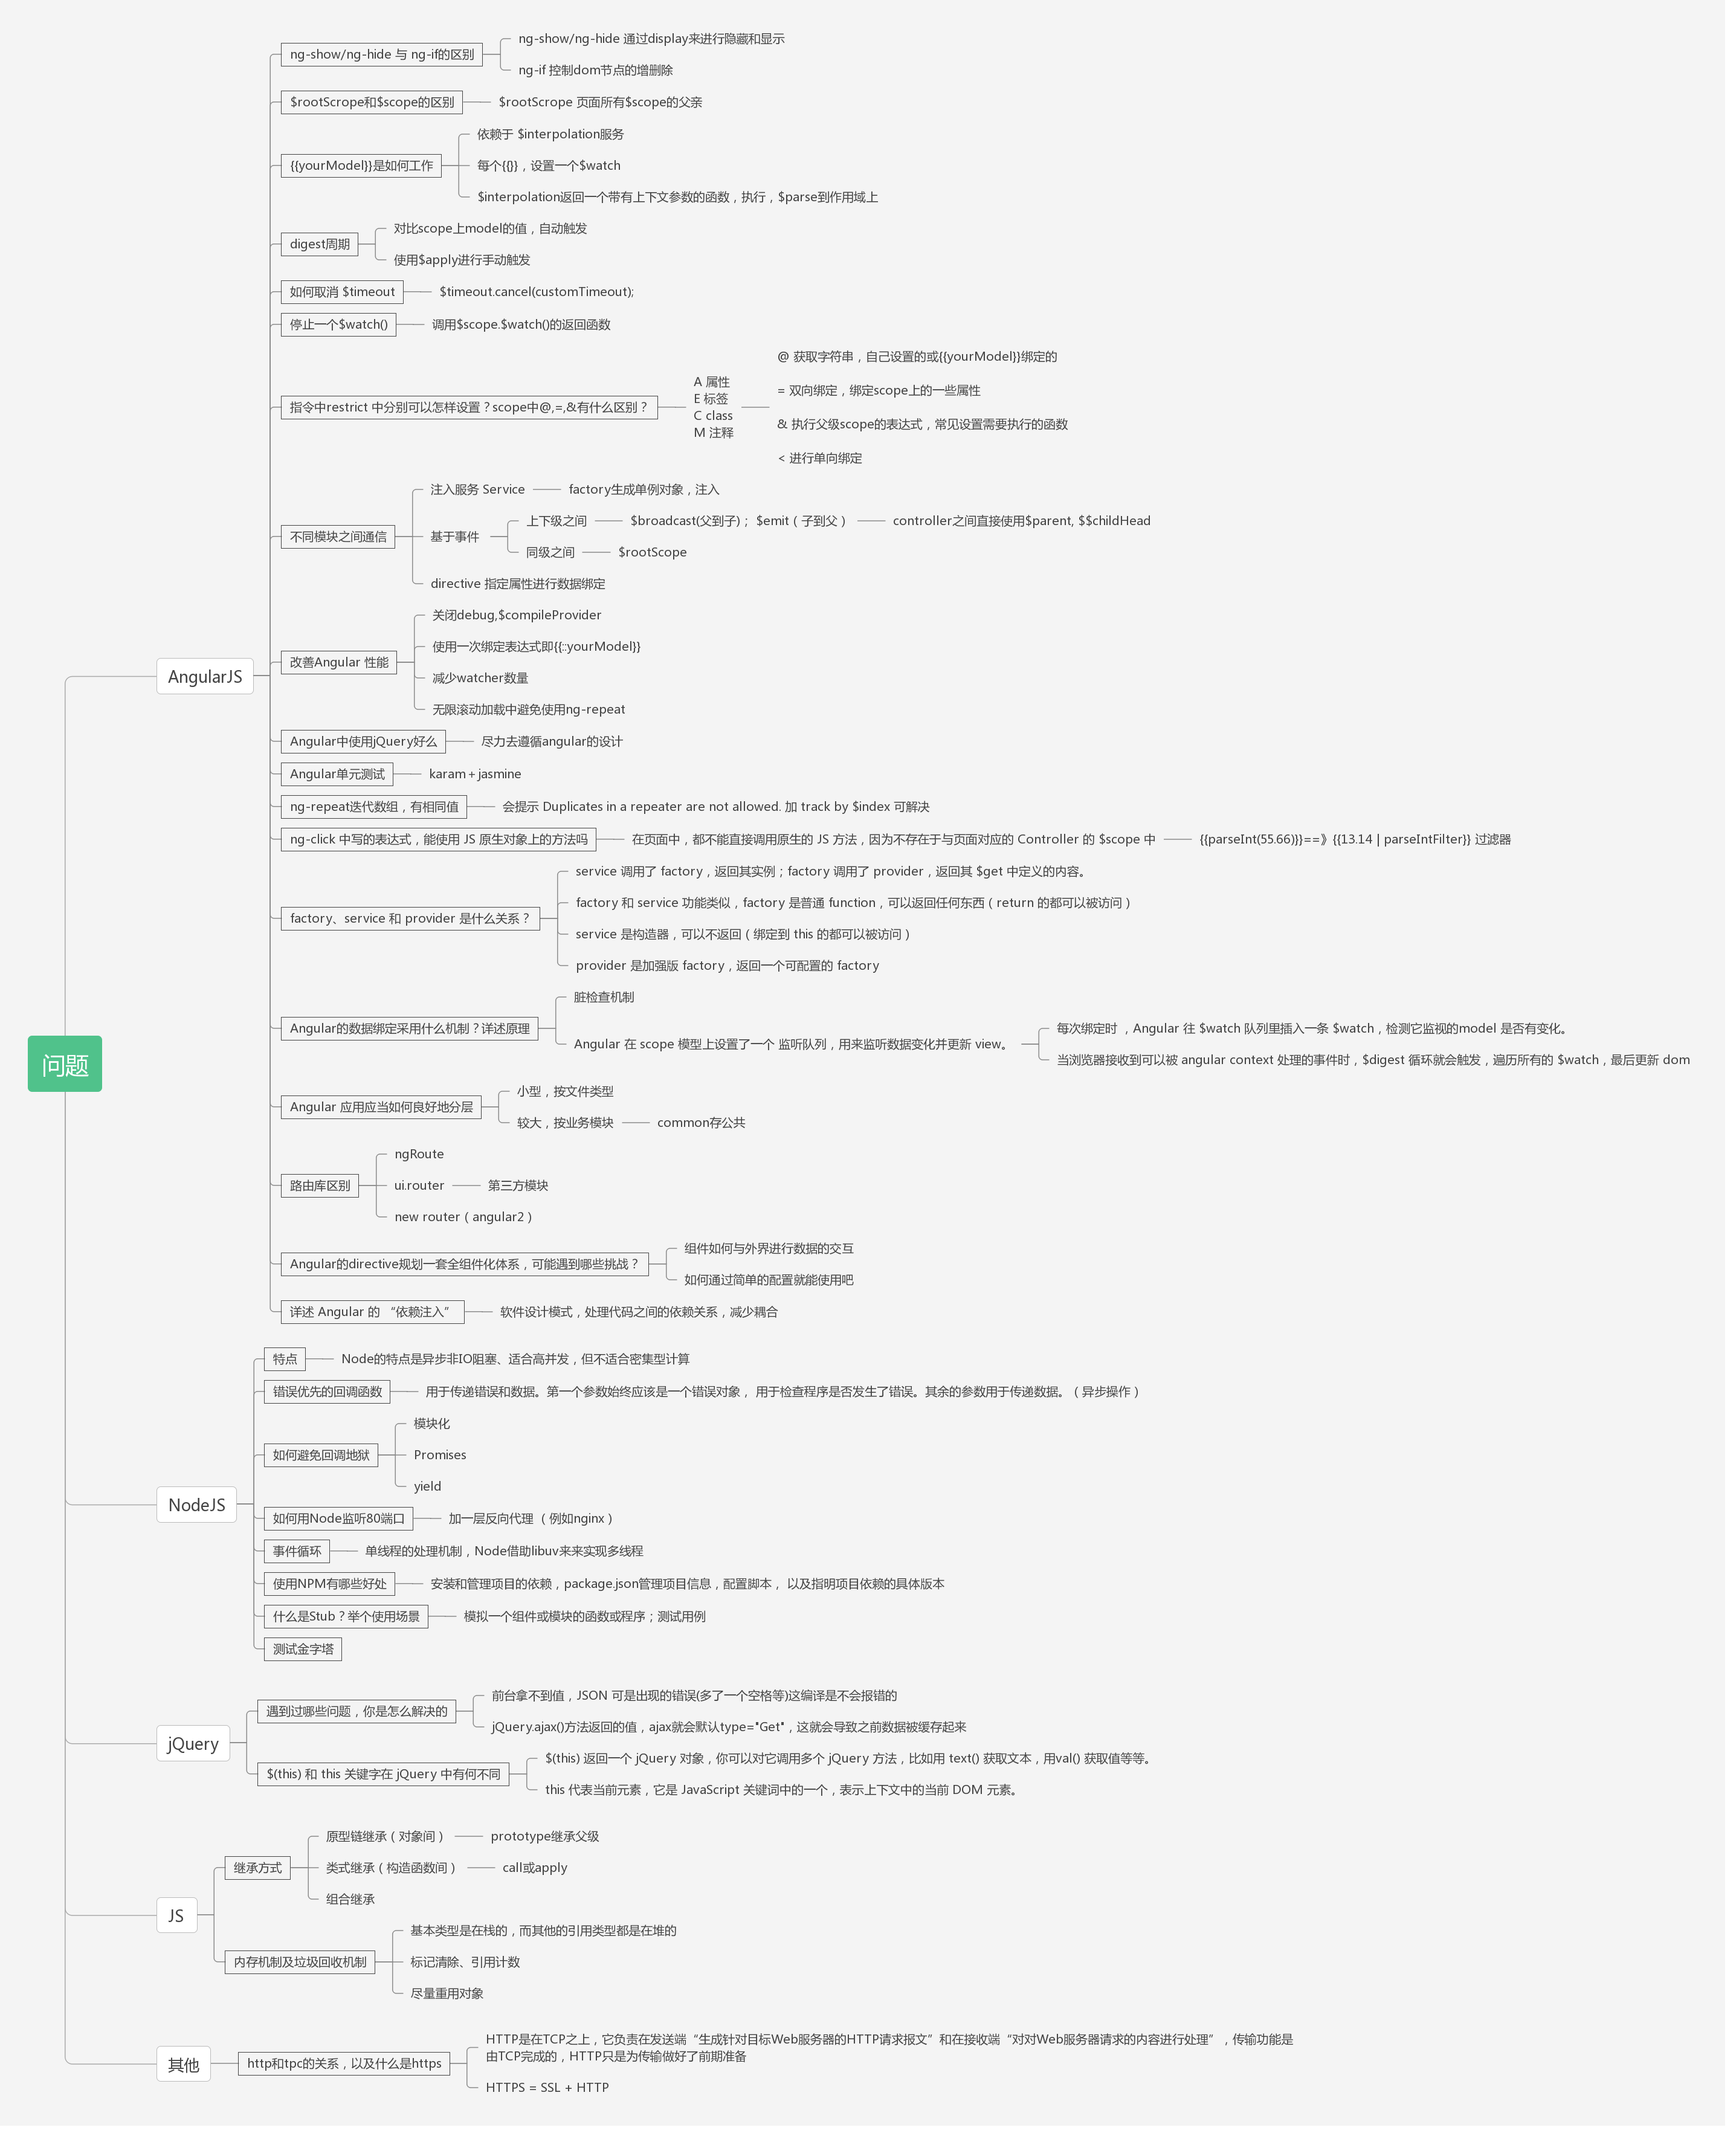 问题
AngularJS
ng-show/ng-hide 与 ng-if的区别
ng-show/ng-hide 通过display来进行隐藏和显示
ng-if 控制dom节点的增删除
$rootScrope和$scope的区别
$rootScrope 页面所有$scope的父亲
{{yourModel}}是如何工作
依赖于 $interpolation服务
每个{{}}，设置一个$watch
$interpolation返回一个带有上下文参数的函数，执行，$parse到作用域上
digest周期
对比scope上model的值，自动触发
使用$apply进行手动触发
如何取消 $timeout
$timeout.cancel(customTimeout);
停止一个$watch()
调用$scope.$watch()的返回函数
指令中restrict 中分别可以怎样设置？scope中@,=,&有什么区别？
A 属性
E 标签
C class
M 注释
@ 获取字符串，自己设置的或{{yourModel}}绑定的
= 双向绑定，绑定scope上的一些属性
& 执行父级scope的表达式，常见设置需要执行的函数
< 进行单向绑定
不同模块之间通信
注入服务 Service
factory生成单例对象，注入
基于事件
上下级之间
$broadcast(父到子)； $emit（子到父）
controller之间直接使用$parent, $$childHead
同级之间
$rootScope
directive 指定属性进行数据绑定
改善Angular 性能
关闭debug,$compileProvider
使用一次绑定表达式即{{::yourModel}}
减少watcher数量
无限滚动加载中避免使用ng-repeat
Angular中使用jQuery好么
尽力去遵循angular的设计
Angular单元测试
karam＋jasmine
ng-repeat迭代数组，有相同值
会提示 Duplicates in a repeater are not allowed. 加 track by $index 可解决
ng-click 中写的表达式，能使用 JS 原生对象上的方法吗
在页面中，都不能直接调用原生的 JS 方法，因为不存在于与页面对应的 Controller 的 $scope 中
{{parseInt(55.66)}}==》{{13.14 | parseIntFilter}} 过滤器
factory、service 和 provider 是什么关系？
service 调用了 factory，返回其实例；factory 调用了 provider，返回其 $get 中定义的内容。
factory 和 service 功能类似，factory 是普通 function，可以返回任何东西（return 的都可以被访问）
service 是构造器，可以不返回（绑定到 this 的都可以被访问）
provider 是加强版 factory，返回一个可配置的 factory
Angular的数据绑定采用什么机制？详述原理
脏检查机制
Angular 在 scope 模型上设置了一个 监听队列，用来监听数据变化并更新 view。
每次绑定时 ，Angular 往 $watch 队列里插入一条 $watch，检测它监视的model 是否有变化。
当浏览器接收到可以被 angular context 处理的事件时，$digest 循环就会触发，遍历所有的 $watch，最后更新 dom
Angular 应用应当如何良好地分层
小型，按文件类型
较大，按业务模块
common存公共
路由库区别
ngRoute
ui.router
第三方模块
new router（angular2）
Angular的directive规划一套全组件化体系，可能遇到哪些挑战？
组件如何与外界进行数据的交互
如何通过简单的配置就能使用吧
详述 Angular 的 “依赖注入”
软件设计模式，处理代码之间的依赖关系，减少耦合
NodeJS
特点
Node的特点是异步非IO阻塞、适合高并发，但不适合密集型计算
错误优先的回调函数
用于传递错误和数据。第一个参数始终应该是一个错误对象， 用于检查程序是否发生了错误。其余的参数用于传递数据。（异步操作）
如何避免回调地狱
模块化
Promises
yield
如何用Node监听80端口
加一层反向代理 （例如nginx）
事件循环
单线程的处理机制，Node借助libuv来来实现多线程
使用NPM有哪些好处
安装和管理项目的依赖，package.json管理项目信息，配置脚本， 以及指明项目依赖的具体版本
什么是Stub？举个使用场景
模拟一个组件或模块的函数或程序；测试用例
测试金字塔
jQuery
遇到过哪些问题，你是怎么解决的
前台拿不到值，JSON 可是出现的错误(多了一个空格等)这编译是不会报错的
jQuery.ajax()方法返回的值，ajax就会默认type="Get"，这就会导致之前数据被缓存起来
$(this) 和 this 关键字在 jQuery 中有何不同
$(this) 返回一个 jQuery 对象，你可以对它调用多个 jQuery 方法，比如用 text() 获取文本，用val() 获取值等等。
this 代表当前元素，它是 JavaScript 关键词中的一个，表示上下文中的当前 DOM 元素。
JS
继承方式
原型链继承（对象间）
prototype继承父级
类式继承（构造函数间）
call或apply
组合继承
内存机制及垃圾回收机制
基本类型是在栈的，而其他的引用类型都是在堆的
标记清除、引用计数
尽量重用对象
其他
http和tpc的关系，以及什么是https
HTTP是在TCP之上，它负责在发送端“生成针对目标Web服务器的HTTP请求报文”和在接收端“对对Web服务器请求的内容进行处理”，传输功能是
由TCP完成的，HTTP只是为传输做好了前期准备
HTTPS = SSL + HTTP